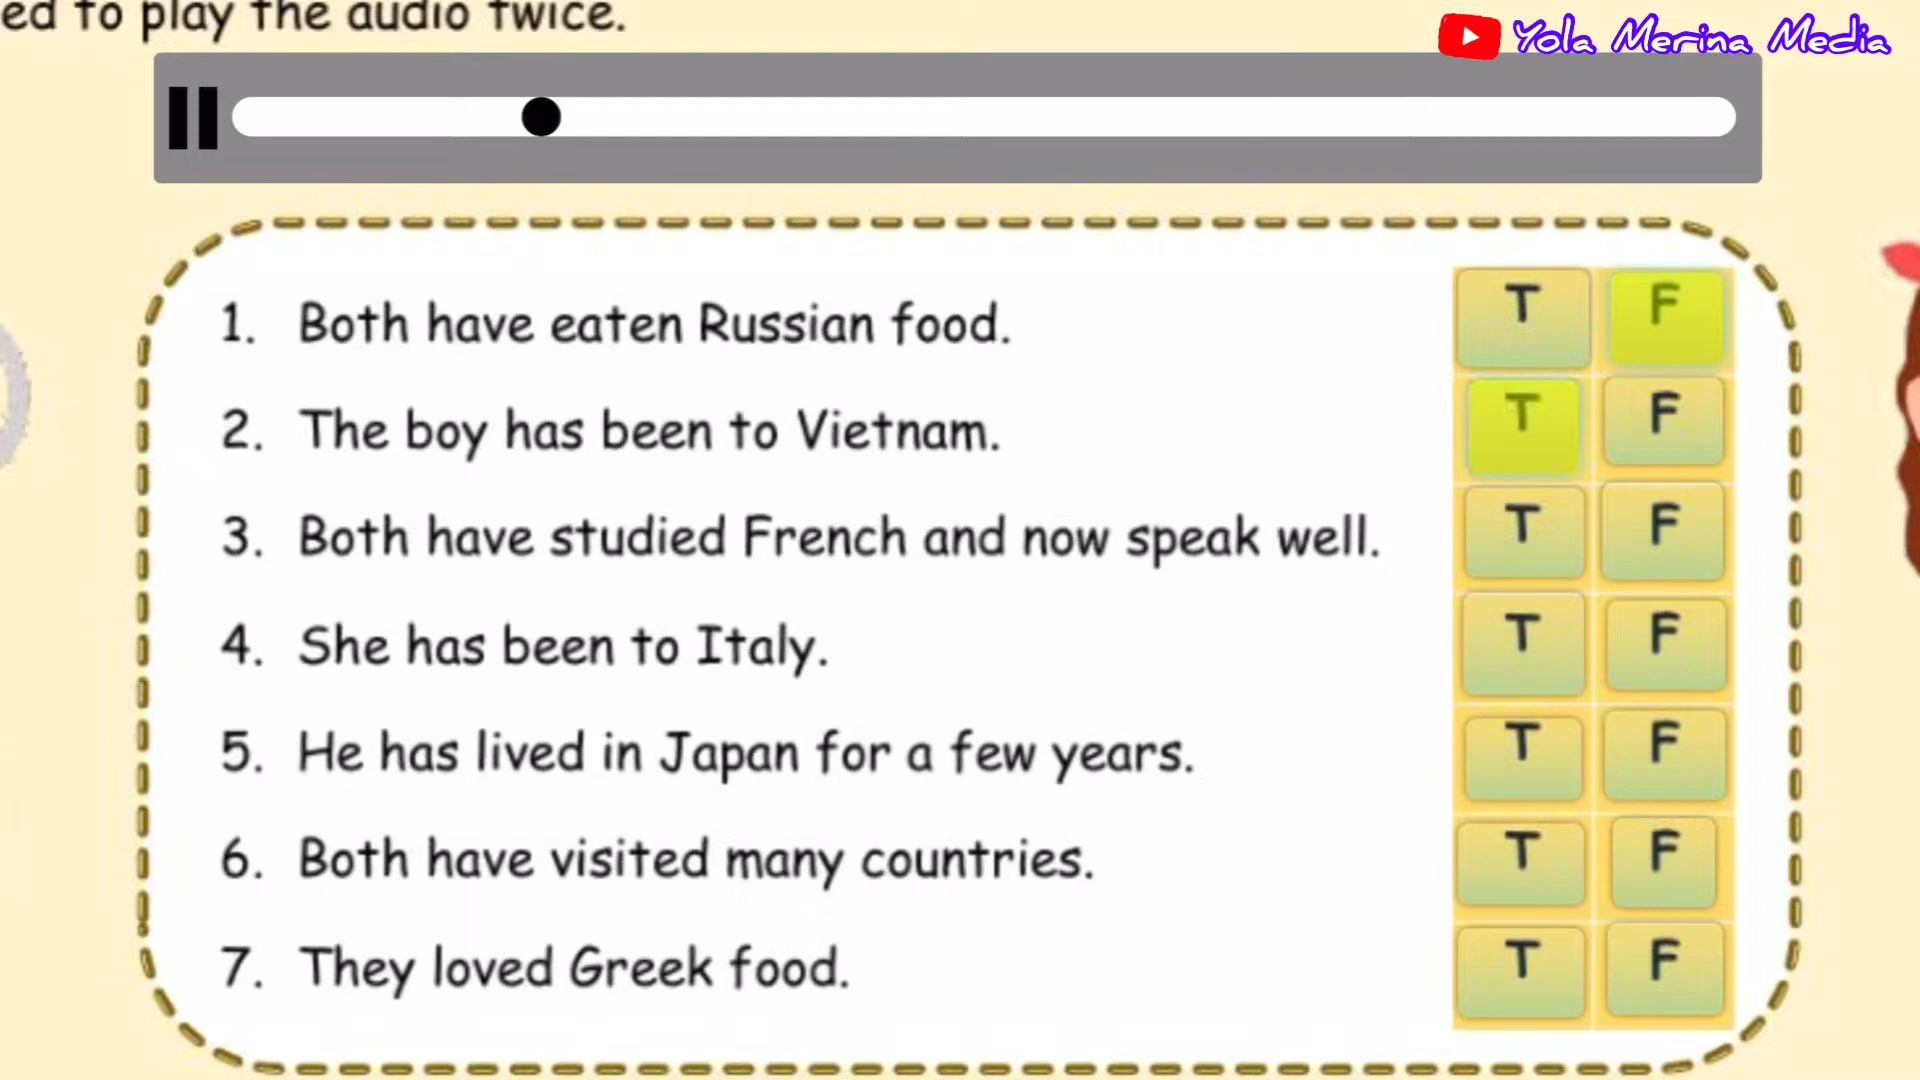 ed to play the audio twice.
Yola Merina Media
1. Both have eaten Russian food. T F
2. The boy has been to Vietnam. T F
3. Both have studied French and now speak well. T F
4. She has been to Italy. T F
5. He has lived in Japan for a few years. T F
6. Both have visited many countries. T F
7. They loved Greek food. T F